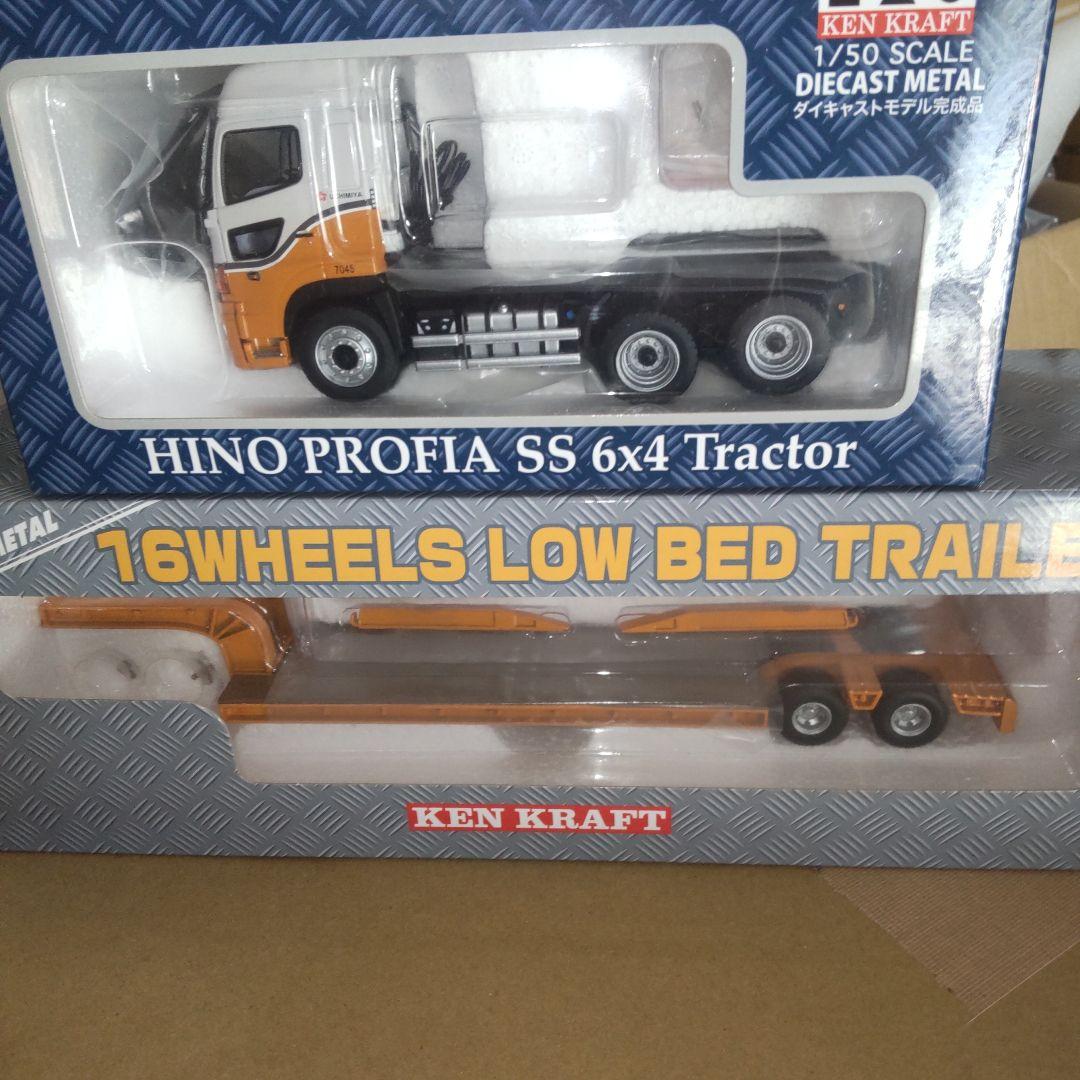 KEN KRAFT
1/50 SCALE
DIECAST METAL
ダイキャストモデル完成品
7045
HINO PROFIA SS 6x4 Tractor
16WHEELS LOW BED TRAILE
KEN KRAFT